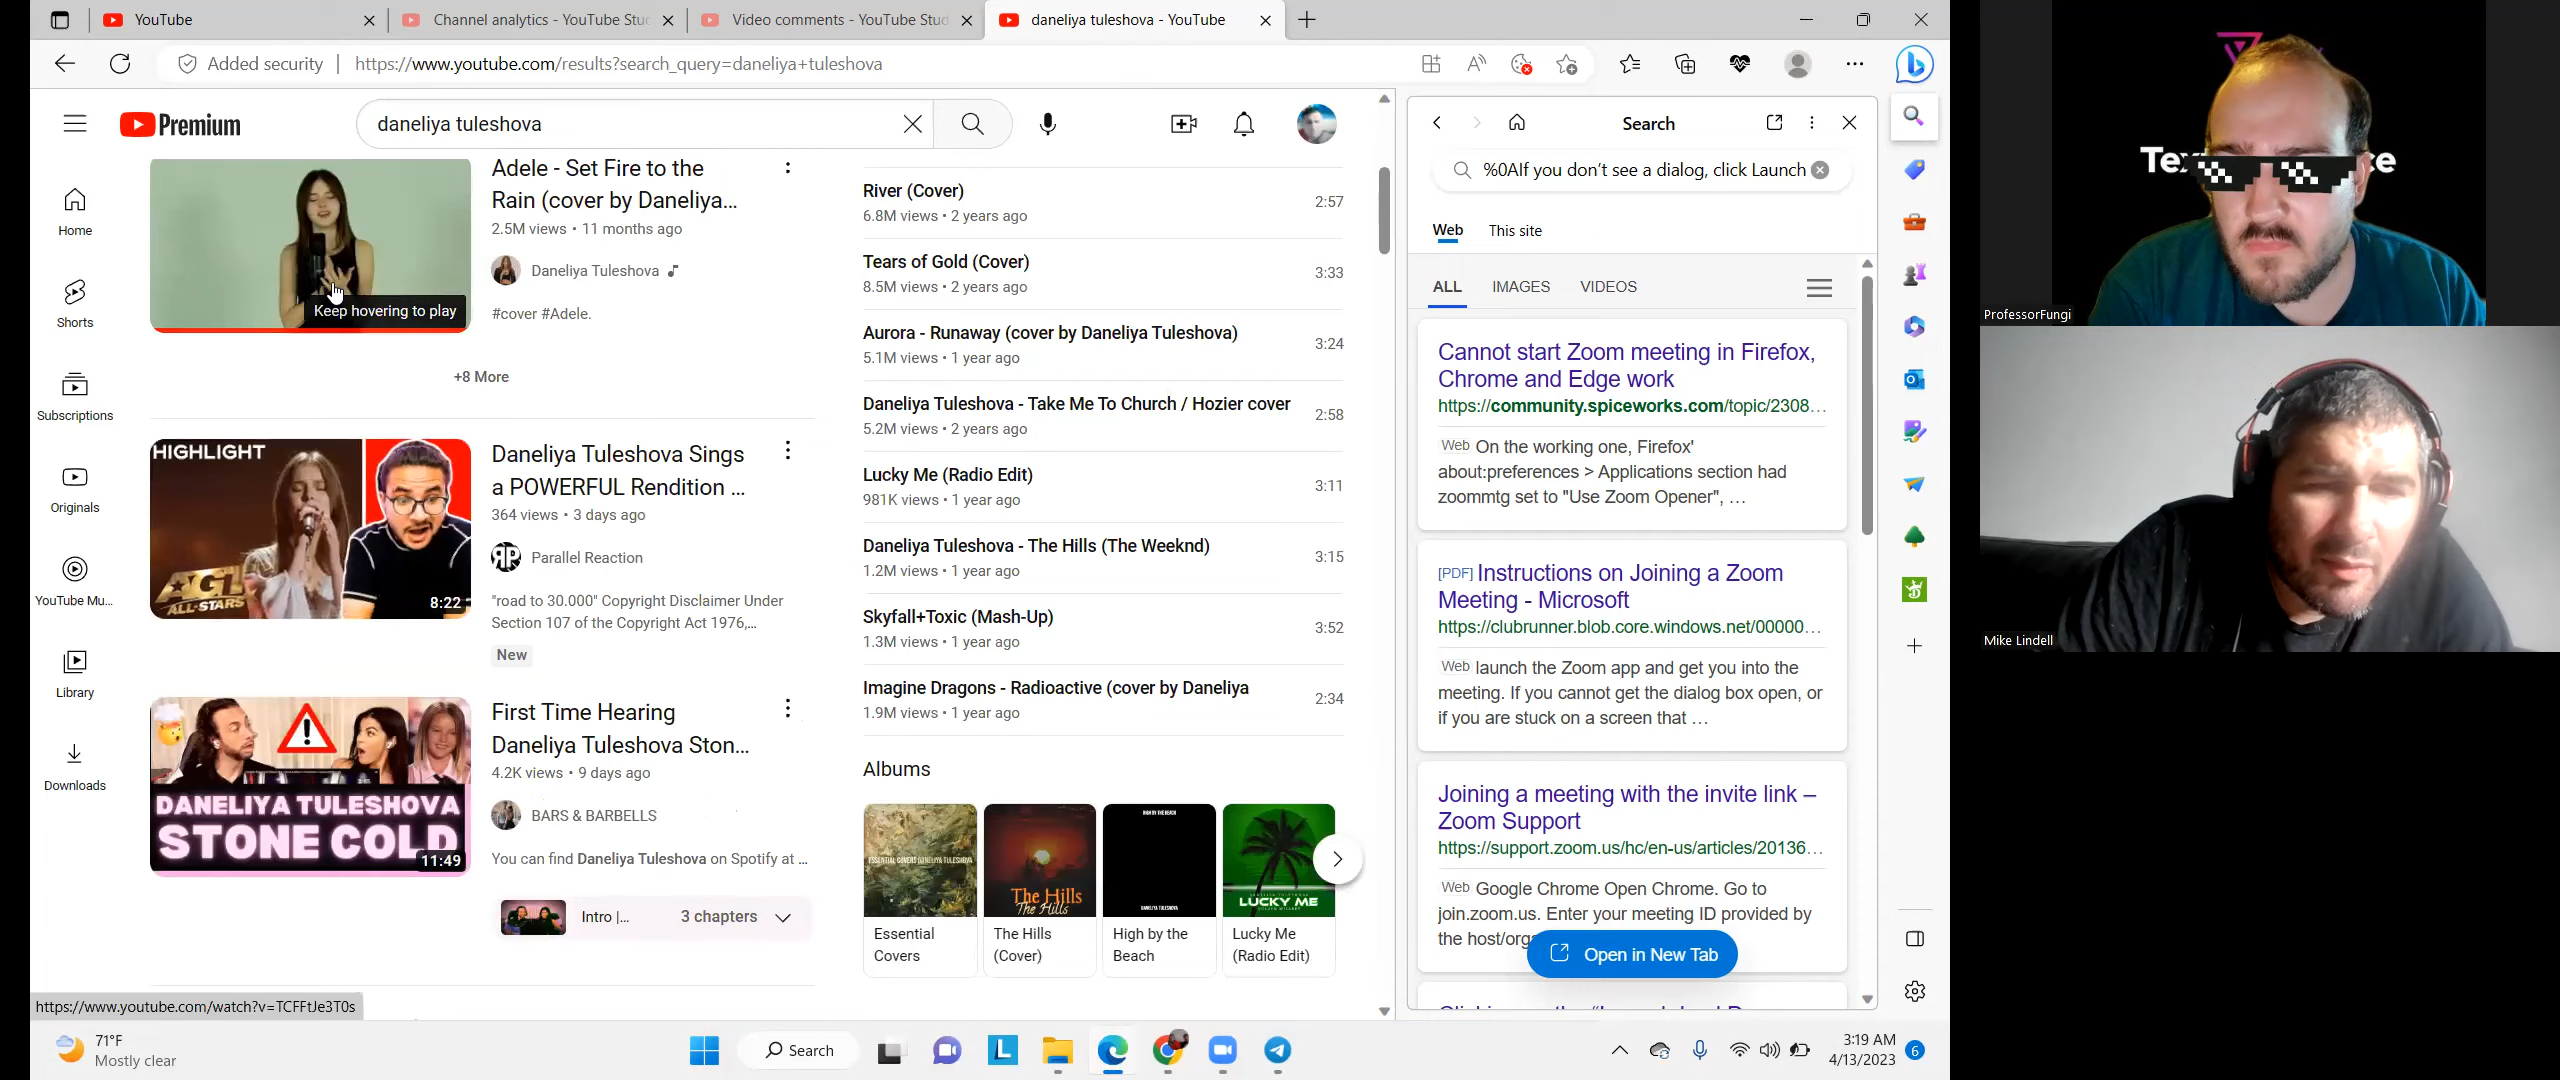 YouTube
Channel analytics - YouTube Stu
Video comments - YouTube Stud
daneliya tuleshova - YouTube
Added security
https://www.youtube.com/results?search_query=daneliya+tuleshova
Premium
daneliya tuleshova
Home
Shorts
Subscriptions
Originals
YouTube Mu...
Library
Downloads
Keep hovering to play
Adele - Set Fire to the
Rain (cover by Daneliya...
2.5M views • 11 months ago
Daneliya Tuleshova
#cover #Adele.
+8 More
HIGHLIGHT
AGT
ALL-STARS
8:22
Daneliya Tuleshova Sings
a POWERFUL Rendition ...
364 views • 3 days ago
Parallel Reaction
"road to 30.000" Copyright Disclaimer Under
Section 107 of the Copyright Act 1976,...
New
DANELIYA TULESHOVA
STONE COLD
11:49
First Time Hearing
Daneliya Tuleshova Ston...
4.2K views • 9 days ago
BARS & BARBELLS
You can find Daneliya Tuleshova on Spotify at ...
Intro |...
3 chapters
https://www.youtube.com/watch?v=TCFFtJe3T0s
River (Cover)
6.8M views • 2 years ago
2:57
Tears of Gold (Cover)
8.5M views • 2 years ago
3:33
Aurora - Runaway (cover by Daneliya Tuleshova)
5.1M views • 1 year ago
3:24
Daneliya Tuleshova - Take Me To Church / Hozier cover
5.2M views • 2 years ago
2:58
Lucky Me (Radio Edit)
981K views • 1 year ago
3:11
Daneliya Tuleshova - The Hills (The Weeknd)
1.2M views • 1 year ago
3:15
Skyfall+Toxic (Mash-Up)
1.3M views • 1 year ago
3:52
Imagine Dragons - Radioactive (cover by Daneliya
1.9M views • 1 year ago
2:34
Albums
ESSENTIAL COVERS DANELIYA TULESHOVA
Essential
Covers
The Hills
The Hills
The Hills
(Cover)
HIGH BY THE BEACH
DANELIYA TULESHOVA
High by the
Beach
LUCKY ME
Lucky Me
(Radio Edit)
Search
%0AIf you don't see a dialog, click Launch
Web
This site
ALL
IMAGES
VIDEOS
Cannot start Zoom meeting in Firefox,
Chrome and Edge work
https://community.spiceworks.com/topic/2308...
Web On the working one, Firefox'
about:preferences > Applications section had
zoommtg set to "Use Zoom Opener", ...
[PDF] Instructions on Joining a Zoom
Meeting - Microsoft
https://clubrunner.blob.core.windows.net/00000...
Web launch the Zoom app and get you into the
meeting. If you cannot get the dialog box open, or
if you are stuck on a screen that ...
Joining a meeting with the invite link –
Zoom Support
https://support.zoom.us/hc/en-us/articles/20136...
Web Google Chrome Open Chrome. Go to
join.zoom.us. Enter your meeting ID provided by
the host/orga
Open in New Tab
ProfessorFungi
Mike Lindell
71°F
Mostly clear
Search
3:19 AM
4/13/2023
6